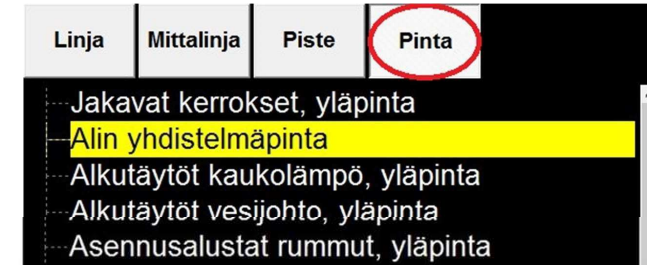 Linja Mittalinja Piste Pinta
Jakavat kerrokset, yläpinta
Alin yhdistelmäpinta
Alkutäytöt kaukolämpö, yläpinta
Alkutäytöt vesijohto, yläpinta
Asennusalustat rummut, yläpinta